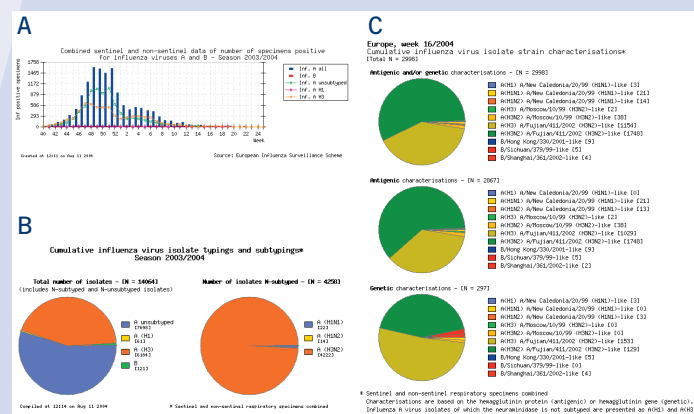 A
Combined sentinel and non-sentinel data of number of specimens positive
for influenza viruses A and B - Season 2003/2004
Inf positive specimens
1758
1465
1172
879
586
293
0
40 42 44 46 48 50 52 2 4 6 8 10 12 14 16 18 20 22 24
Week
Inf. A all
Inf. B
Inf. A unsubtyped
Inf. A H1
Inf. A H3
Created at 12:11 on Aug 11 2004
Source: European Influenza Surveillance Scheme
B
Cumulative influenza virus isolate typings and subtypings*
Season 2003/2004
Total number of isolates - [N = 14064]
(includes N-subtyped and N-unsubtyped isolates)
A unsubtyped
A (H1)
[61]
A (H3)
B
Number of isolates N-subtyped - [N = 4258]
A (H1N1)
[22]
A (H1N2)
[14]
A (H3N2)
[4222]
Compiled at 12:14 on Aug 11 2004
* Sentinel and non-sentinel respiratory specimens combined
C
Europe, week 16/2004
Cumulative influenza virus isolate strain characterisations*
[Total N = 2998]
Antigenic and/or genetic characterisations - [N = 2998]
A(H1) A/New Caledonia/20/99 (H1N1)-like [3]
A(H1N1) A/New Caledonia/20/99 (H1N1)-like [21]
A(H1N2) A/New Caledonia/20/99 (H1N1)-like [14]
A(H3) A/Moscow/10/99 (H3N2)-like [2]
A(H3N2) A/Moscow/10/99 (H3N2)-like [38]
A(H3) A/Fujian/411/2002 (H3N2)-like [1154]
A(H3N2) A/Fujian/411/2002 (H3N2)-like [1748]
B/Hong Kong/330/2001-like [9]
B/Sichuan/379/99-like [5]
B/Shanghai/361/2002-like [4]
Antigenic characterisations - [N = 2867]
A(H1) A/New Caledonia/20/99 (H1N1)-like [0]
A(H1N1) A/New Caledonia/20/99 (H1N1)-like [21]
A(H1N2) A/New Caledonia/20/99 (H1N1)-like [13]
A(H3) A/Moscow/10/99 (H3N2)-like [2]
A(H3N2) A/Moscow/10/99 (H3N2)-like [38]
A(H3) A/Fujian/411/2002 (H3N2)-like [1029]
A(H3N2) A/Fujian/411/2002 (H3N2)-like [1748]
B/Hong Kong/330/2001-like [9]
B/Sichuan/379/99-like [5]
B/Shanghai/361/2002-like [2]
Genetic characterisations - [N = 297]
A(H1) A/New Caledonia/20/99 (H1N1)-like [3]
A(H1N1) A/New Caledonia/20/99 (H1N1)-like [0]
A(H1N2) A/New Caledonia/20/99 (H1N1)-like [3]
A(H3) A/Moscow/10/99 (H3N2)-like [0]
A(H3N2) A/Moscow/10/99 (H3N2)-like [0]
A(H3) A/Fujian/411/2002 (H3N2)-like [153]
A(H3N2) A/Fujian/411/2002 (H3N2)-like [129]
B/Hong Kong/330/2001-like [5]
B/Sichuan/379/99-like [0]
B/Shanghai/361/2002-like [4]
* Sentinel and non-sentinel respiratory specimens combined
Characterisations are based on the hemagglutinin protein (antigenic) or hemagglutinin gene (genetic).
Influenza A virus isolates of which the neuraminidase is not subtyped are presented as A(H1) and A(H3)